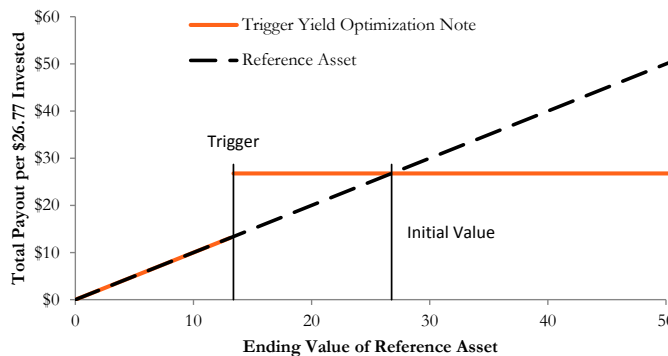 Trigger Yield Optimization Note
Reference Asset
Total Payout per $26.77 Invested
$60
$50
$40
$30
$20
$10
$0
Trigger
Initial Value
0
10
20
30
40
50
Ending Value of Reference Asset